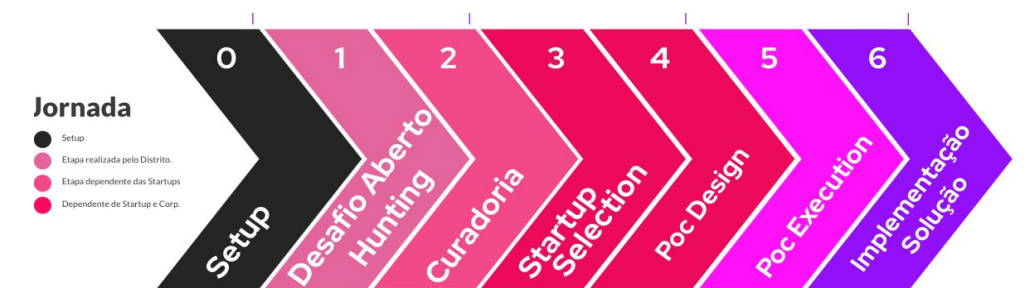 Jornada
Setup
Etapa realizada pelo Distrito.
Etapa dependente das Startups
Dependente de Startup e Corp.
0
Setup
1
Desafio Aberto
Hunting
2
Curadoria
3
Startup
Selection
4
Poc Design
5
Poc Execution
6
Implementação
Solução